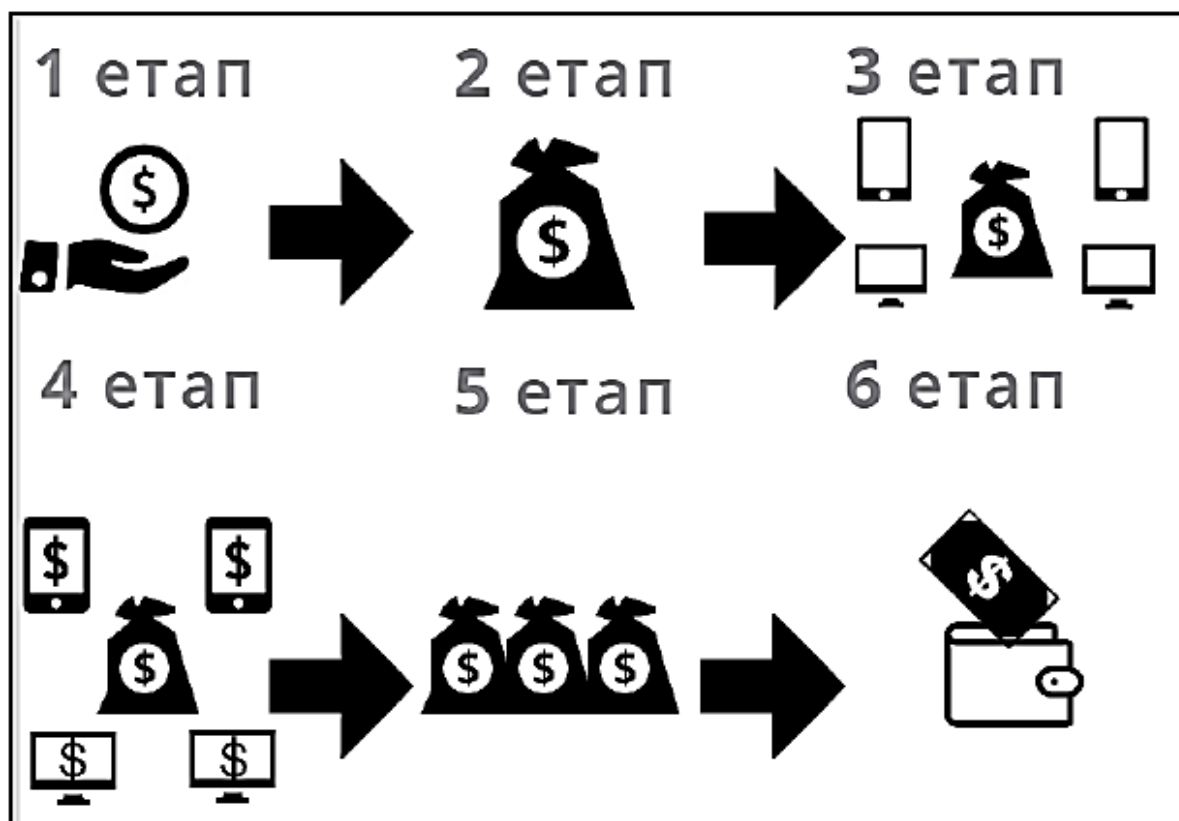 1 етап 2 етап 3 етап
$ $ $
4 етап 5 етап 6 етап
$ $ $
$ $ $ $ $
$ $